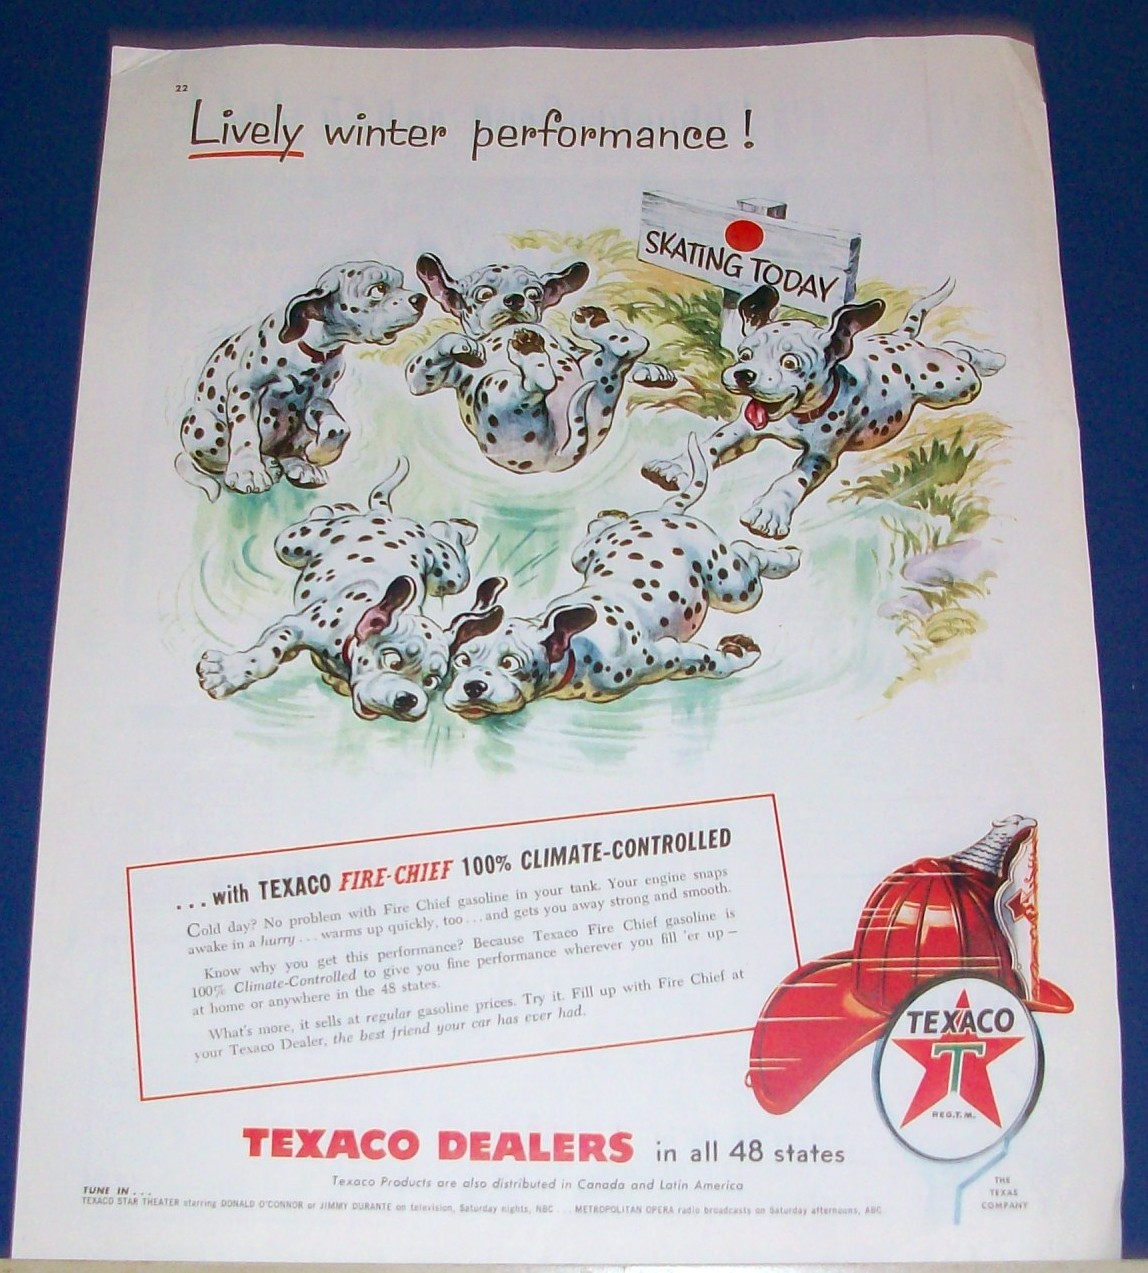 22
Lively winter performance!
SKATING TODAY
...with TEXACO FIRE-CHIEF 100% CLIMATE-CONTROLLED
Cold day? No problem with Fire Chief gasoline in your tank. Your engine snaps
awake in a hurry... warms up quickly, too... and gets you away strong and smooth.
Know why you get this performance? Because Texaco Fire Chief gasoline is
100% Climate-Controlled to give you fine performance wherever you fill 'er up—
at home or anywhere in the 48 states.
What's more, it sells at regular gasoline prices. Try it. Fill up with Fire Chief at
your Texaco Dealer, the best friend your car has ever had.
TEXACO
T
REG.T.M.
TEXACO DEALERS in all 48 states
Texaco Products are also distributed in Canada and Latin America
THE
TEXAS
COMPANY
TUNE IN...
TEXACO STAR THEATER starring DONALD O'CONNOR or JIMMY DURANTE on television, Saturday nights, NBC... METROPOLITAN OPERA radio broadcasts on Saturday afternoons, ABC.